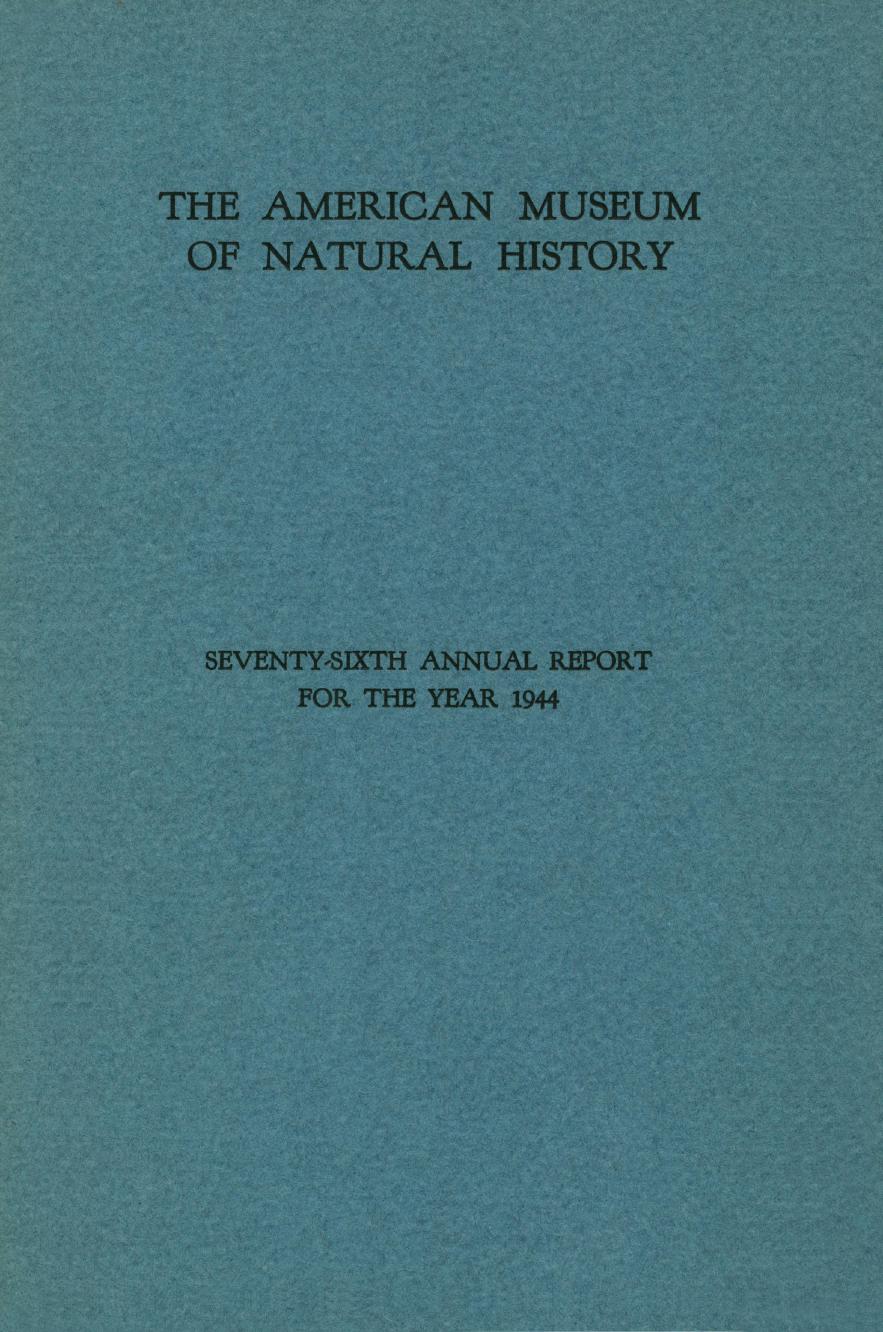 THE AMERICAN MUSEUM
OF NATURAL HISTORY
SEVENTY-SIXTH ANNUAL REPORT
FOR THE YEAR 1944